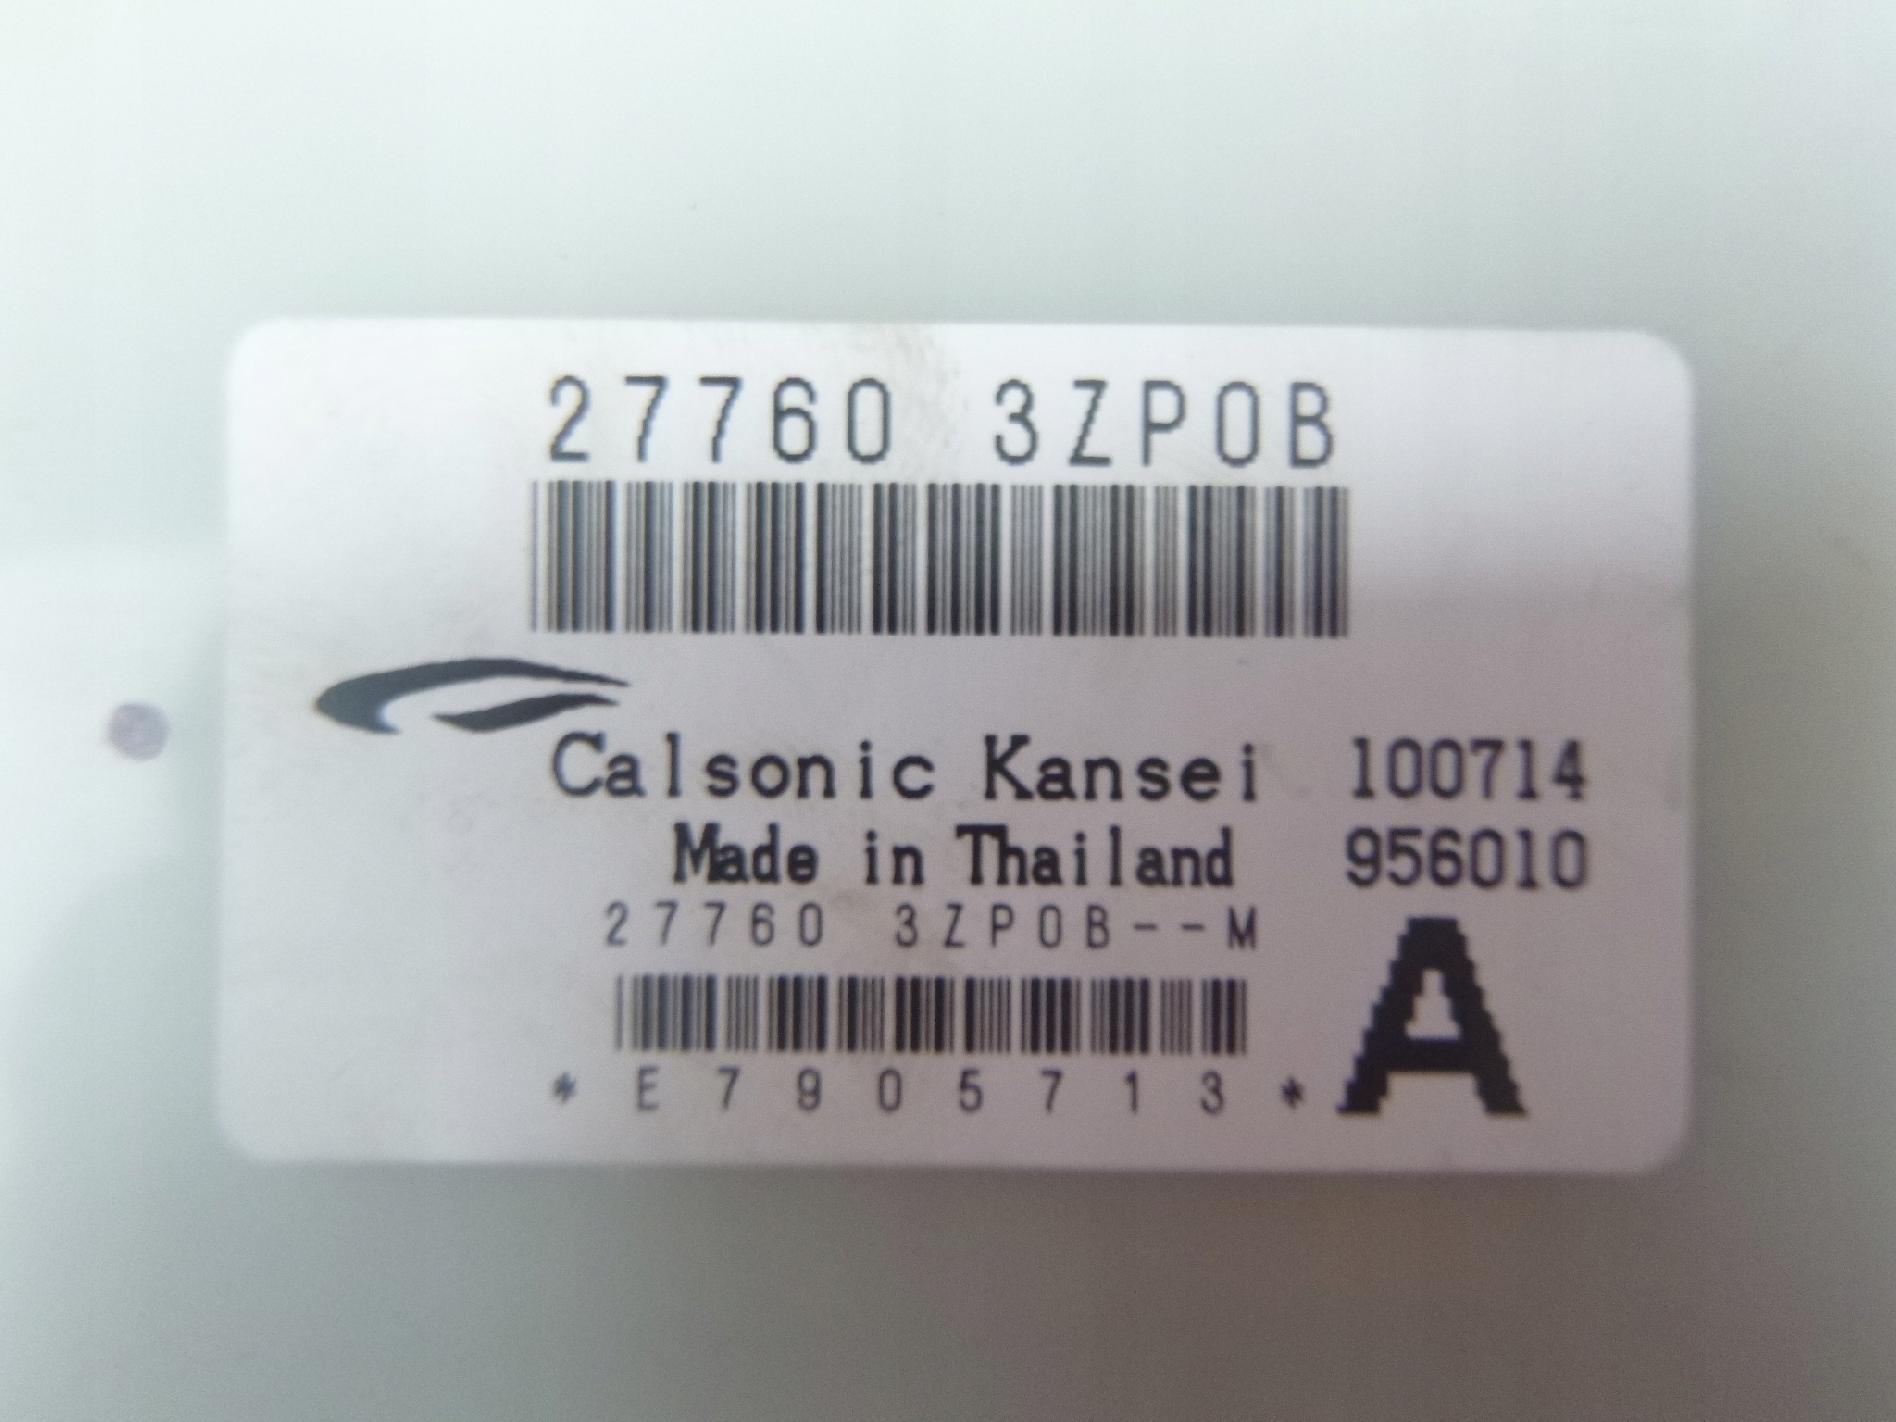 27760 3ZP0B
Calsonic Kansei 100714
Made in Thailand 956010
27760 3ZP0B--M
A
*E7905713*